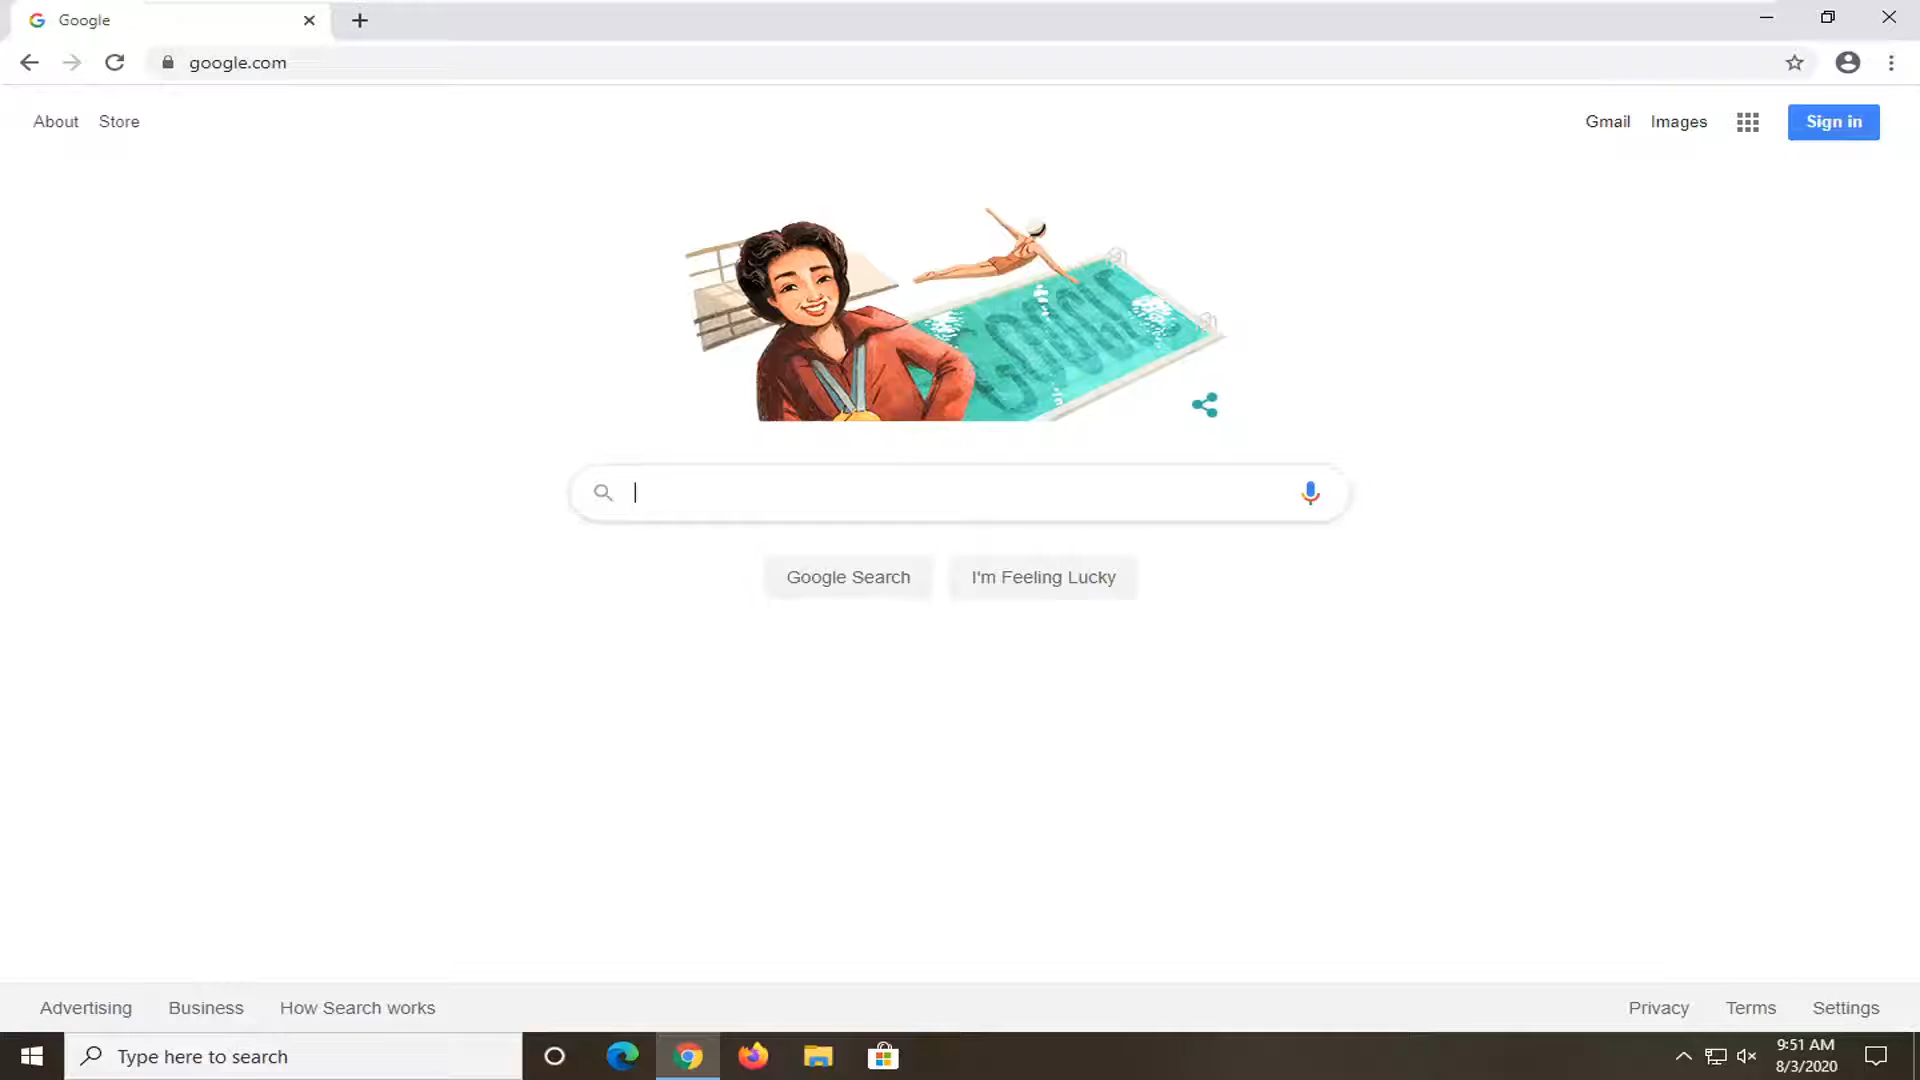 Google
google.com
About Store
Gmail Images Sign in
GOOGLE
Google Search I'm Feeling Lucky
Advertising Business How Search works
Privacy Terms Settings
Type here to search
9:51 AM
8/3/2020